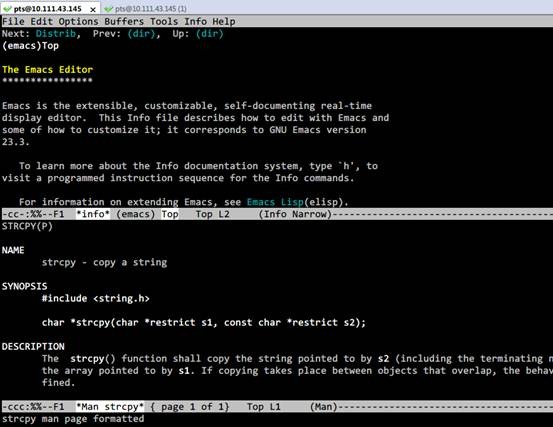 pts@10.111.43.145 x pts@10.111.43.145 (1)
File Edit Options Buffers Tools Info Help
Next: Distrib,  Prev: (dir),  Up: (dir)
(emacs)Top
The Emacs Editor
****************
Emacs is the extensible, customizable, self-documenting real-time
display editor.  This Info file describes how to edit with Emacs and
some of how to customize it; it corresponds to GNU Emacs version
23.3.
To learn more about the Info documentation system, type `h', to
visit a programmed instruction sequence for the Info commands.
For information on extending Emacs, see Emacs Lisp(elisp).
-cc-:%%--F1  *info* (emacs) Top   Top L2     (Info Narrow)--------------------------------
STRCPY(P)
NAME
strcpy - copy a string
SYNOPSIS
#include <string.h>
char *strcpy(char *restrict s1, const char *restrict s2);
DESCRIPTION
The  strcpy() function shall copy the string pointed to by s2 (including the terminating n
the array pointed to by s1. If copying takes place between objects that overlap, the behav
fined.
-ccc:%%--F1  *Man strcpy* { page 1 of 1}   Top L1     (Man)--------------------------------
strcpy man page formatted